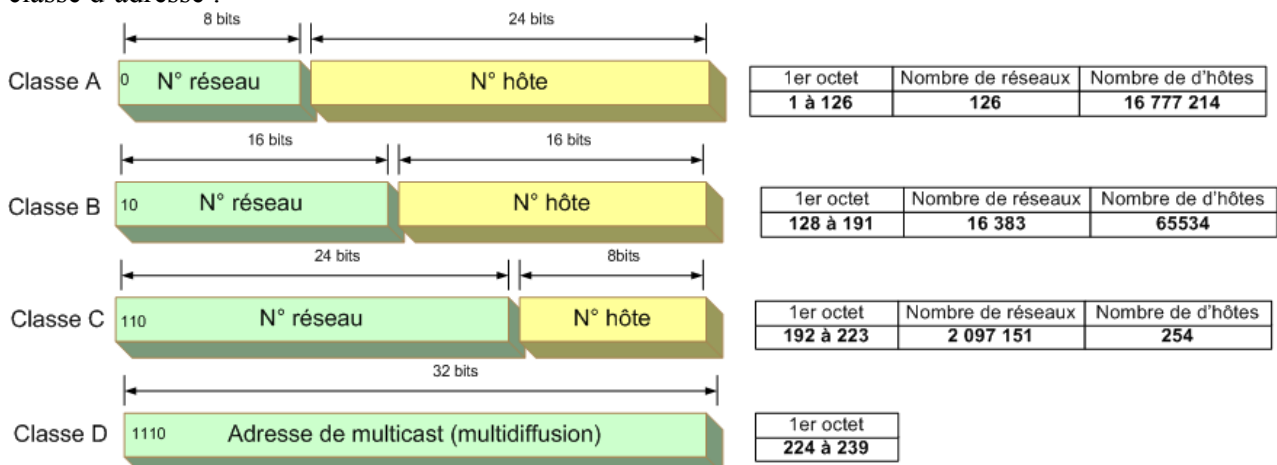 classe d'adresse :
8 bits 24 bits
Classe A 0 N° réseau N° hôte
1er octet Nombre de réseaux Nombre de d'hôtes
1 à 126 126 16 777 214
16 bits 16 bits
Classe B 10 N° réseau N° hôte
1er octet Nombre de réseaux Nombre de d'hôtes
128 à 191 16 383 65534
24 bits 8bits
Classe C 110 N° réseau N° hôte
1er octet Nombre de réseaux Nombre de d'hôtes
192 à 223 2 097 151 254
32 bits
Classe D 1110 Adresse de multicast (multidiffusion)
1er octet
224 à 239